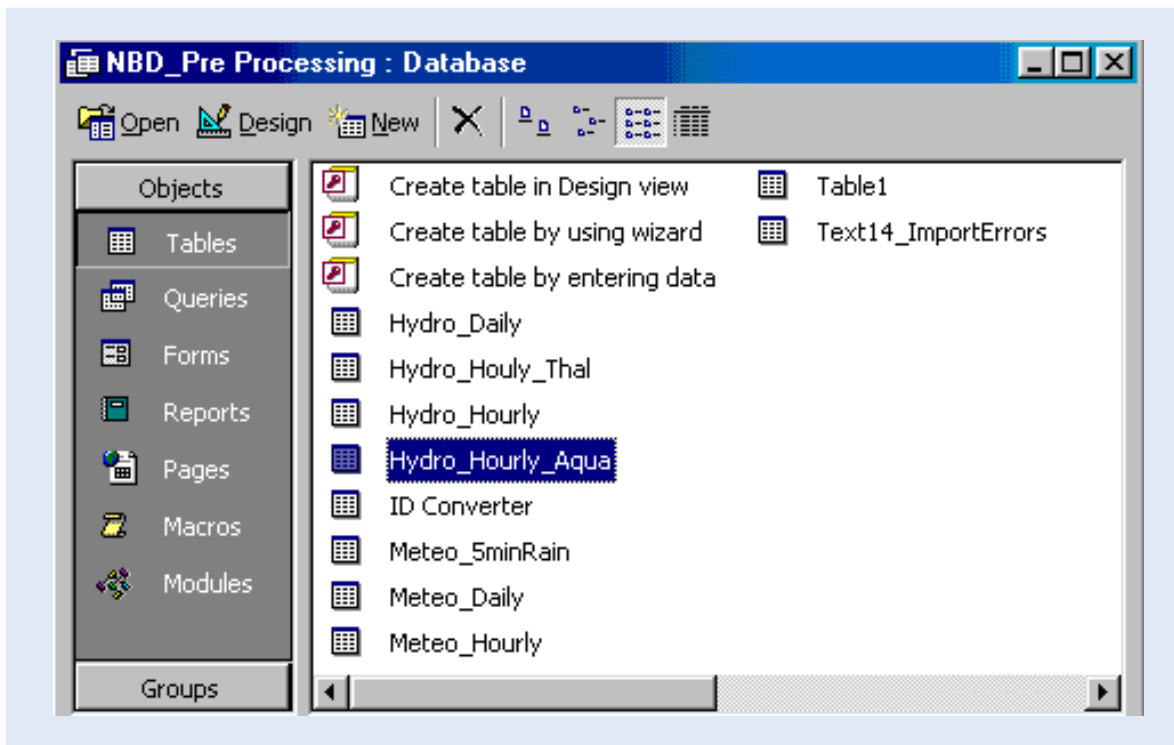 NBD_Pre Processing : Database
Open Design New
Objects
Tables
Queries
Forms
Reports
Pages
Macros
Modules
Groups
Create table in Design view
Create table by using wizard
Create table by entering data
Hydro_Daily
Hydro_Houly_Thal
Hydro_Hourly
Hydro_Hourly_Aqua
ID Converter
Meteo_5minRain
Meteo_Daily
Meteo_Hourly
Table1
Text14_ImportErrors